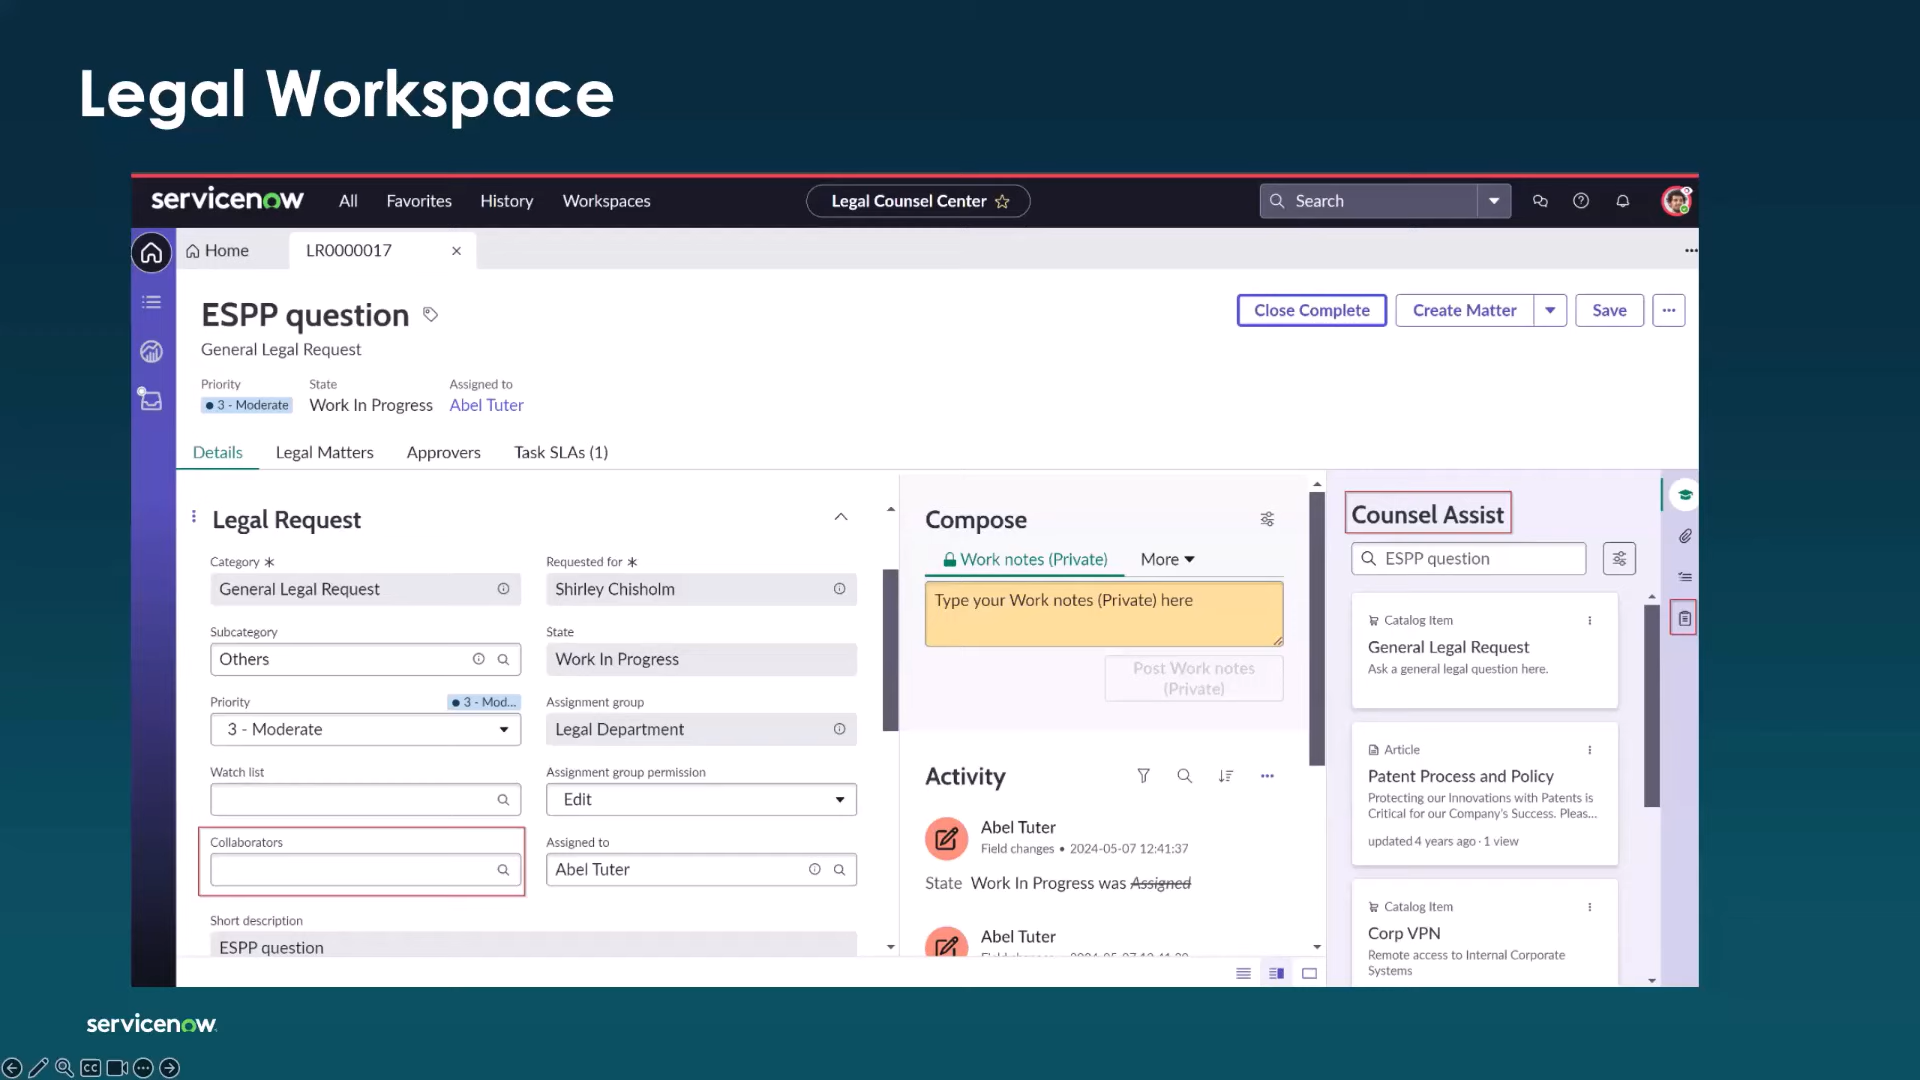 Legal Workspace
servicenow All Favorites History Workspaces Legal Counsel Center Search
Home LR0000017
ESPP question
General Legal Request
Close Complete Create Matter Save
Priority State Assigned to
3 - Moderate Work In Progress Abel Tuter
Details Legal Matters Approvers Task SLAs (1)
Legal Request
Category * Requested for *
General Legal Request Shirley Chisholm
Subcategory State
Others Work In Progress
Priority 3 - Mod... Assignment group
3 - Moderate Legal Department
Watch list Assignment group permission
Edit
Collaborators Assigned to
Abel Tuter
Short description
ESPP question
Compose
Work notes (Private) More
Type your Work notes (Private) here
Post Work notes
(Private)
Activity
Abel Tuter
Field changes • 2024-05-07 12:41:37
State Work In Progress was Assigned
Abel Tuter
Counsel Assist
ESPP question
Catalog Item
General Legal Request
Ask a general legal question here.
Article
Patent Process and Policy
Protecting our Innovations with Patents is
Critical for our Company's Success. Pleas...
updated 4 years ago · 1 view
Catalog Item
Corp VPN
Remote access to Internal Corporate
Systems
servicenow
CC